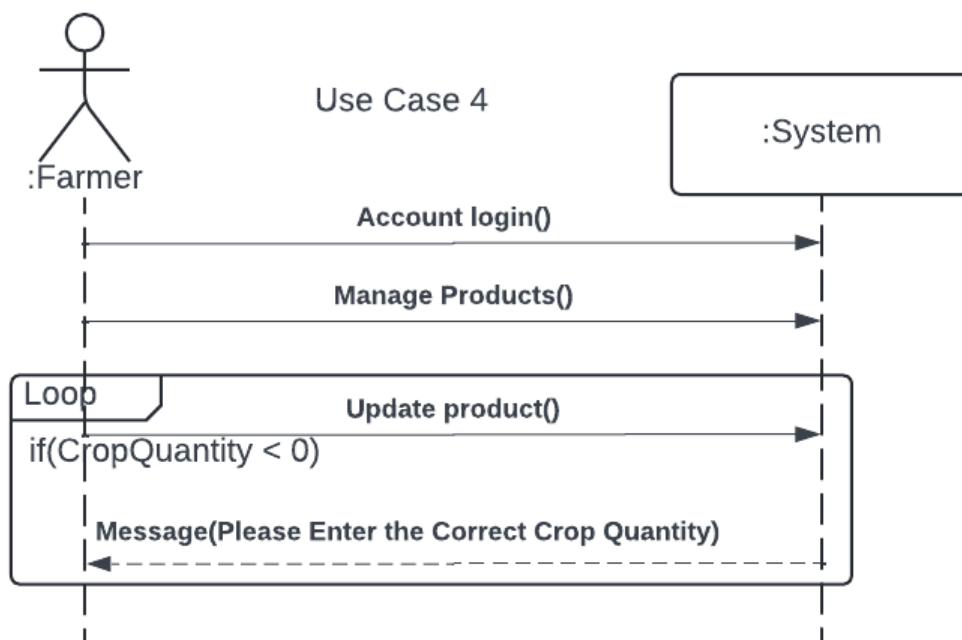 Use Case 4
:System
:Farmer
Account login()
Manage Products()
Loop
Update product()
if(CropQuantity < 0)
Message(Please Enter the Correct Crop Quantity)